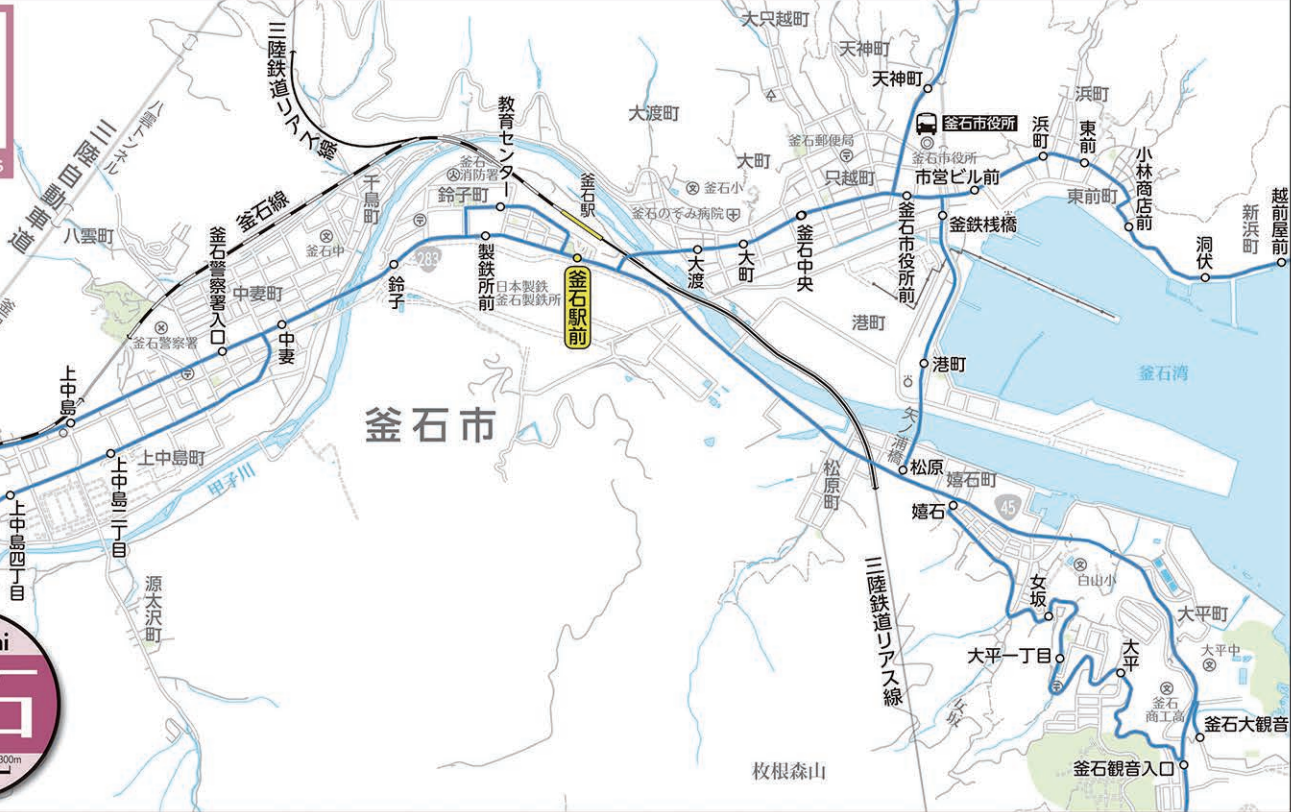 大只越町
三陸鉄道リアス線
天神町
天神町
八雲トンネル
三陸自動車道
教育センター
大渡町
浜町
釜石市役所
浜町
東前
釜石郵便局
釜石市役所
小林商店前
釜石消防署
大町
只越町
市営ビル前
釜石線
千鳥町
鈴子町
釜石駅
釜石小
東前町
越前屋前
新浜町
釜石のぞみ病院
八雲町
釜石中
釜石警察署入口
釜石中央
釜石市役所前
釜鉄桟橋
洞伏
283
製鉄所前
大渡
大町
鈴子
中妻町
日本製鉄
釜石製鉄所
釜石駅前
港町
釜石警察署
中妻
港町
釜石湾
上中島
釜石市
矢ノ浦橋
上中島町
上中島二丁目
甲子川
松原町
松原
嬉石町
上中島四丁目
嬉石
45
三陸鉄道リアス線
白山小
源太沢町
女坂
大平町
大平一丁目
大平
大平中
女坂
釜石
商工高
釜石大観音
枚根森山
釜石観音入口
hi
石
300m